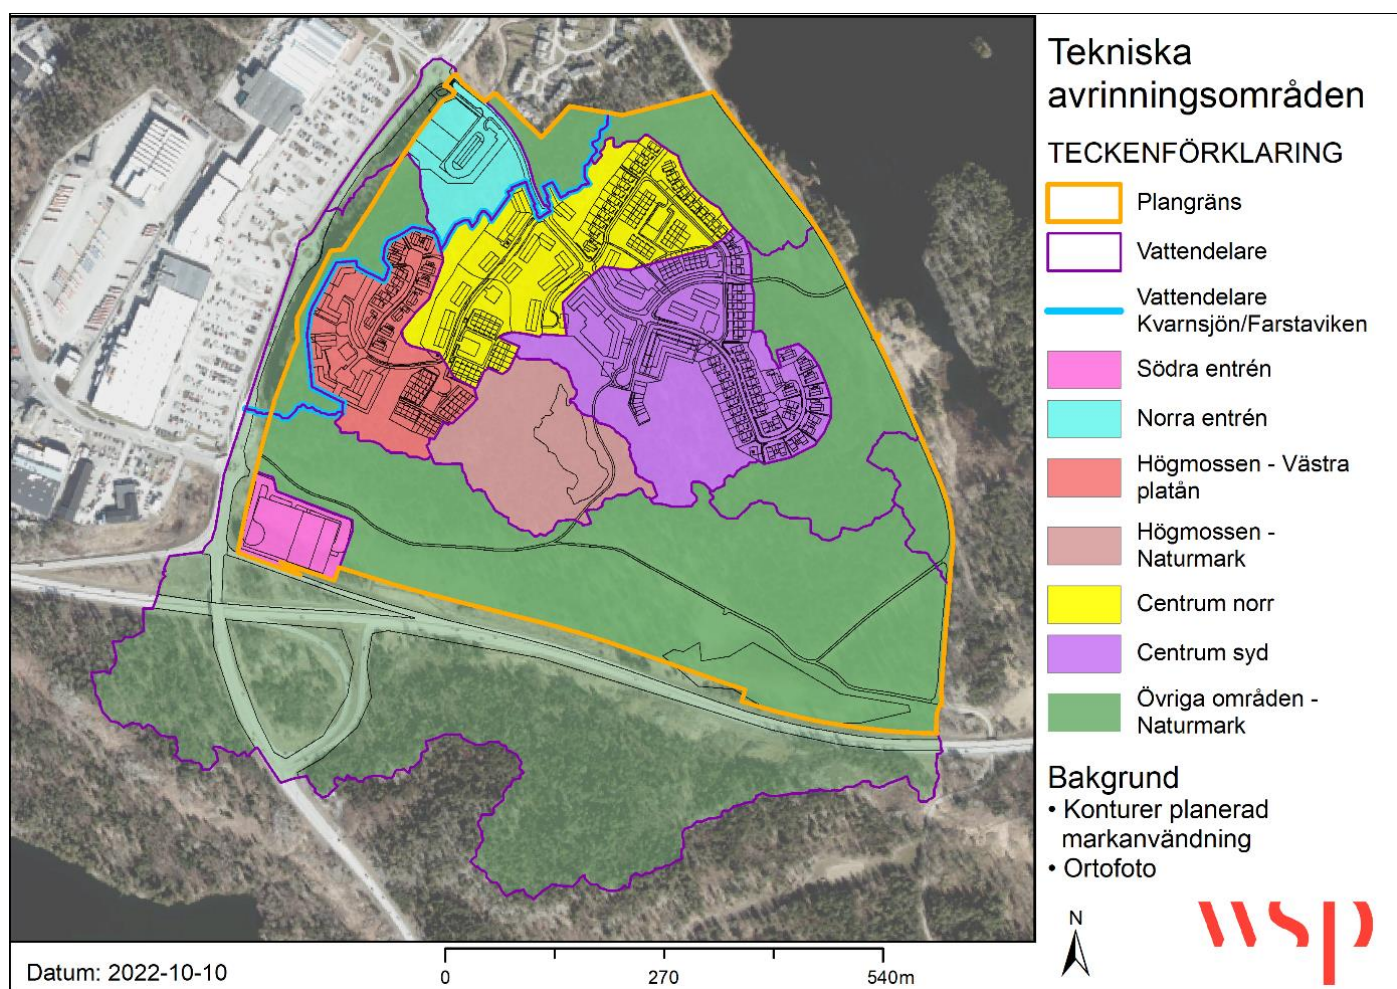 Tekniska
avrinningsområden
TECKENFÖRKLARING
Plangräns
Vattendelare
Vattendelare
Kvarnsjön/Farstaviken
Södra entrén
Norra entrén
Högmossen - Västra
platån
Högmossen -
Naturmark
Centrum norr
Centrum syd
Övriga områden -
Naturmark
Bakgrund
• Konturer planerad
markanvändning
• Ortofoto
N
wsp
Datum: 2022-10-10
0 270 540m